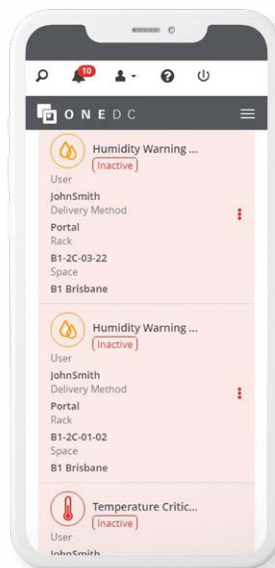 10
ONEDC
Humidity Warning ...
Inactive
User
JohnSmith
Delivery Method
Portal
Rack
B1-2C-03-22
Space
B1 Brisbane
Humidity Warning ...
Inactive
User
JohnSmith
Delivery Method
Portal
Rack
B1-2C-01-02
Space
B1 Brisbane
Temperature Critic...
Inactive
User
JohnSmith